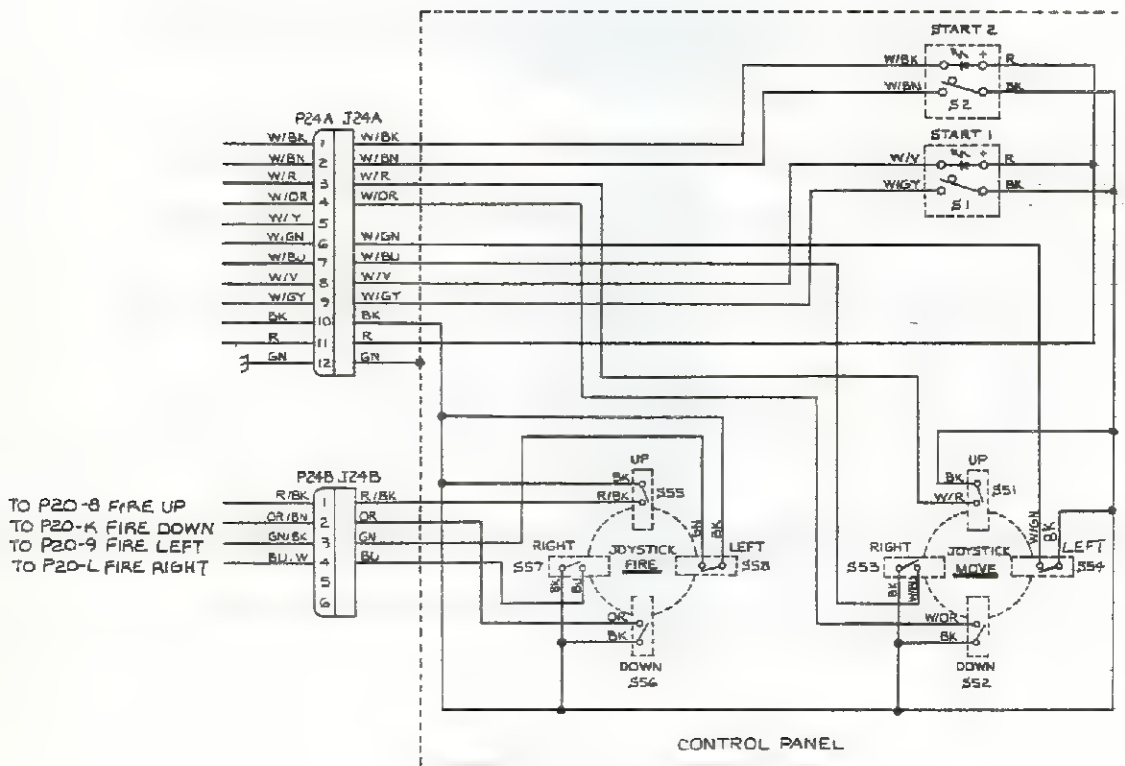 START 2
W/BK + R
W/BN BK
S2
START 1
W/V + R
W/GY BK
S1
P24A J24A
W/BK 1 W/BK
W/BN 2 W/BN
W/R 3 W/R
W/OR 4 W/OR
W/Y 5
W/GN 6 W/GN
W/BU 7 W/BU
W/V 8 W/V
W/GY 9 W/GY
BK 10 BK
R 11 R
GN 12 GN
P24B J24B
TO P20-8 FIRE UP R/BK 1 R/BK
TO P20-K FIRE DOWN OR/BN 2 OR
TO P20-9 FIRE LEFT GN/BK 3 GN
TO P20-L FIRE RIGHT BU.W 4 BU
5
6
UP
BK
R/BK
S55
RIGHT
S57
BK
BU
JOYSTICK
FIRE
GN
BK
LEFT
S58
OR
BK
DOWN
S56
UP
BK
W/R
S51
RIGHT
S53
BK
W/BU
JOYSTICK
MOVE
W/GN
BK
LEFT
S54
W/OR
BK
DOWN
S52
CONTROL PANEL